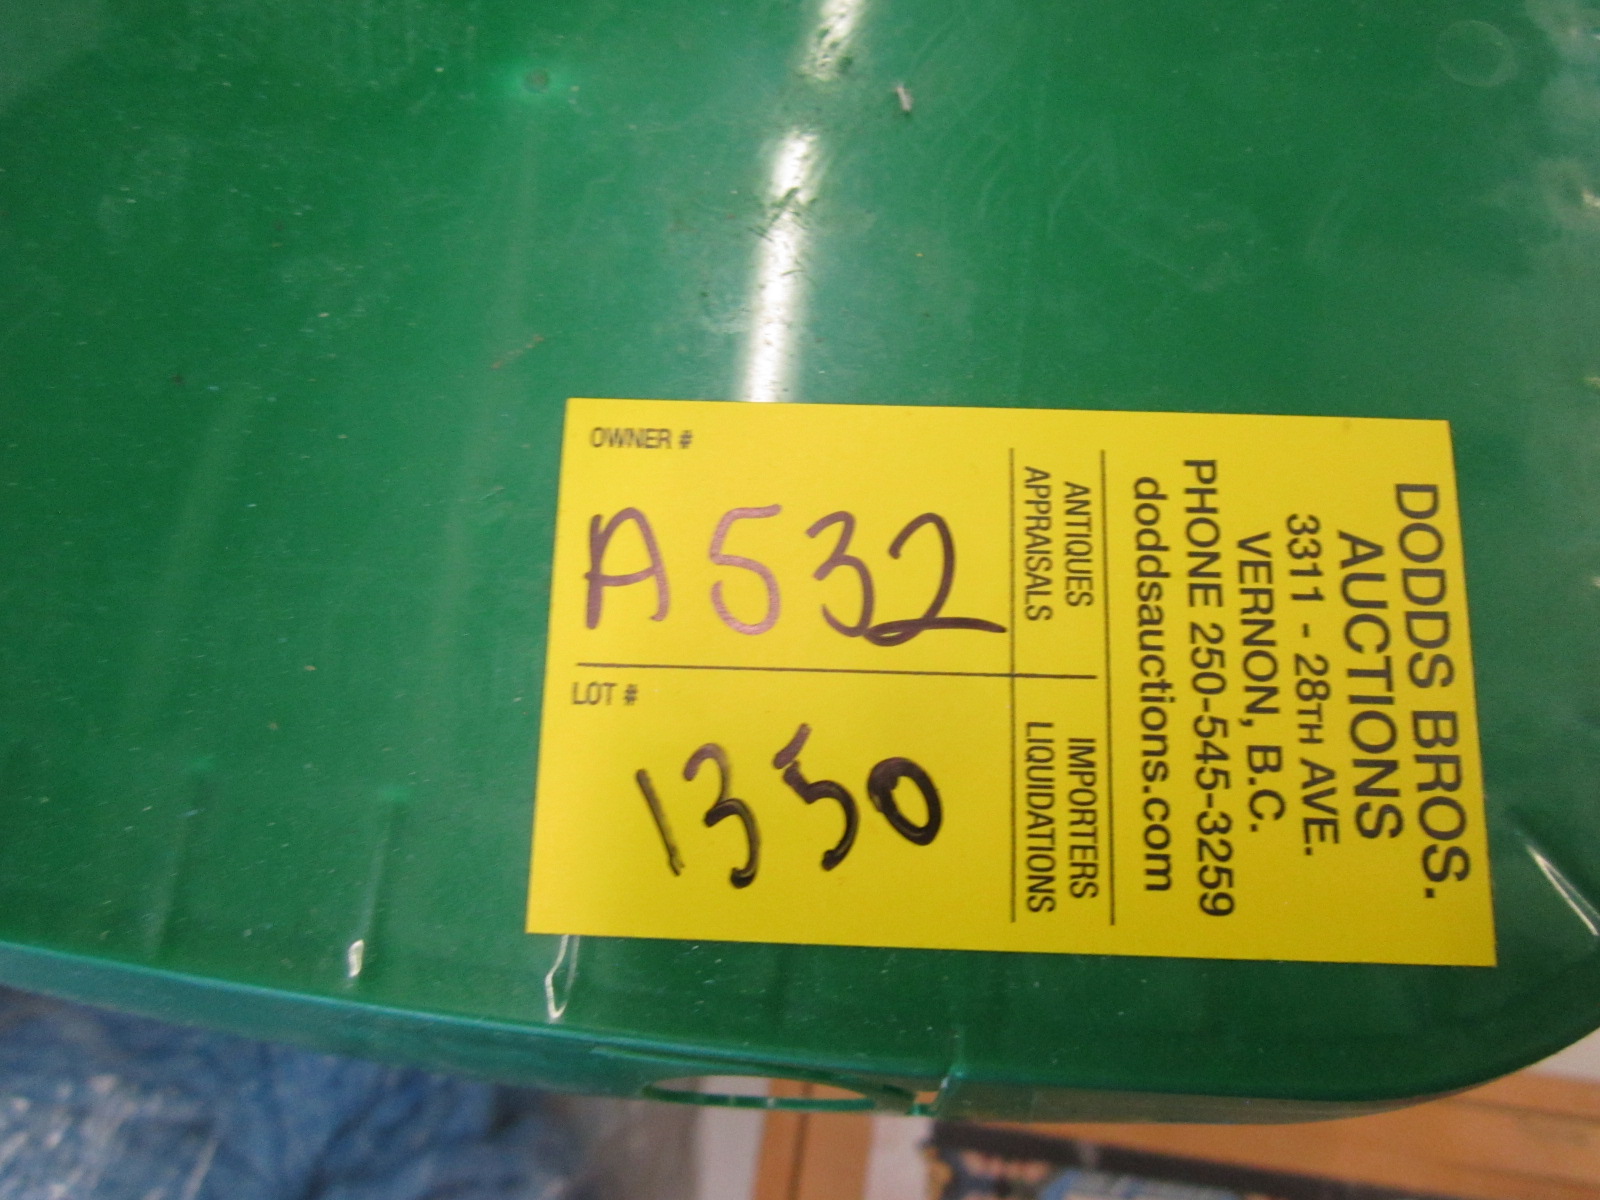 DODDS BROS.
AUCTIONS
3311 - 28TH AVE.
VERNON, B.C.
PHONE 250-545-3259
doddsauctions.com
ANTIQUES IMPORTERS
APPRAISALS LIQUIDATIONS
OWNER #
A532
LOT #
1350